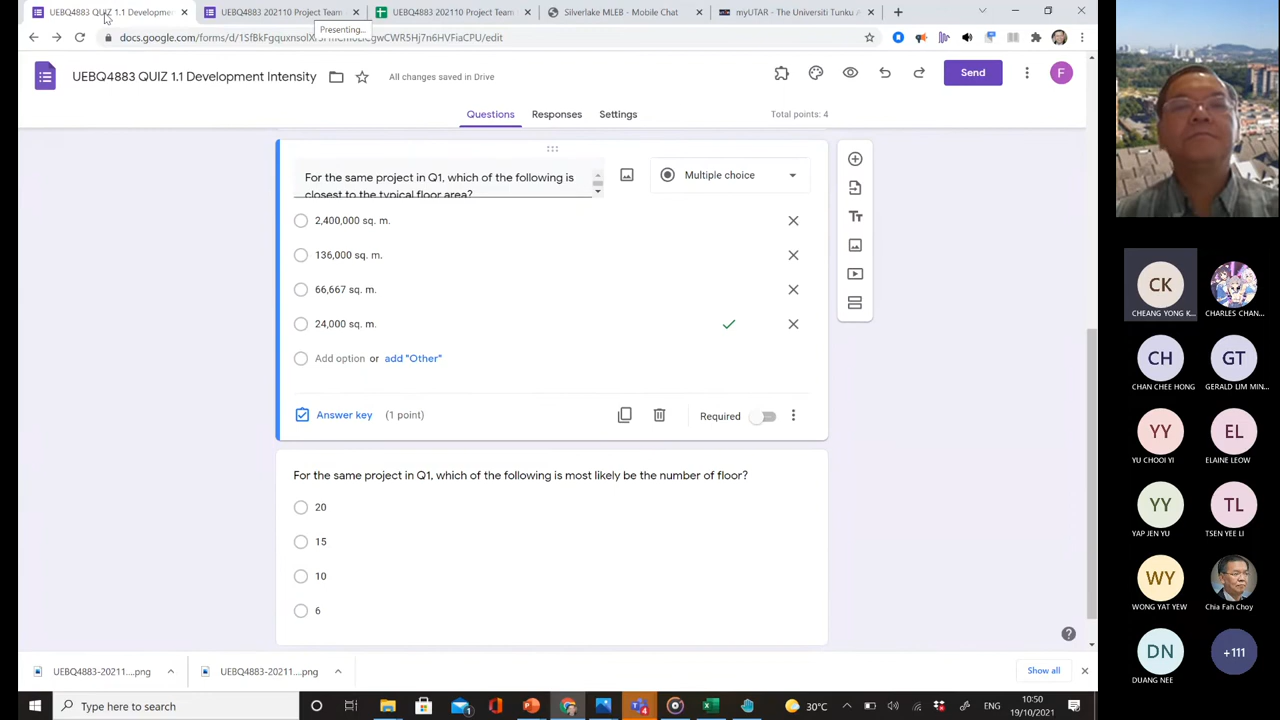 UEBQ4883 QUIZ 1.1 Developmen
UEBQ4883 202110 Project Team
UEBQ4883 202110 Project Team
Silverlake MLEB - Mobile Chat
myUTAR - The Universiti Tunku A
Presenting...
UEBQ4883 QUIZ 1.1 Development Intensity
All changes saved in Drive
Send
F
Questions
Responses
Settings
Total points: 4
For the same project in Q1, which of the following is
closest to the typical floor area?
Multiple choice
2,400,000 sq. m.
136,000 sq. m.
66,667 sq. m.
24,000 sq. m.
Add option or add "Other"
Answer key (1 point)
Required
For the same project in Q1, which of the following is most likely be the number of floor?
20
15
10
6
UEBQ4883-20211....png
UEBQ4883-20211....png
Show all
Type here to search
30°C
ENG
10:50
19/10/2021
CK
CHEANG YONG K...
CHARLES CHAN...
CH
CHAN CHEE HONG
GT
GERALD LIM MIN...
YY
YU CHOOI YI
EL
ELAINE LEOW
YY
YAP JEN YU
TL
TSEN YEE LI
WY
WONG YAT YEW
Chia Fah Choy
DN
DUANG NEE
+111